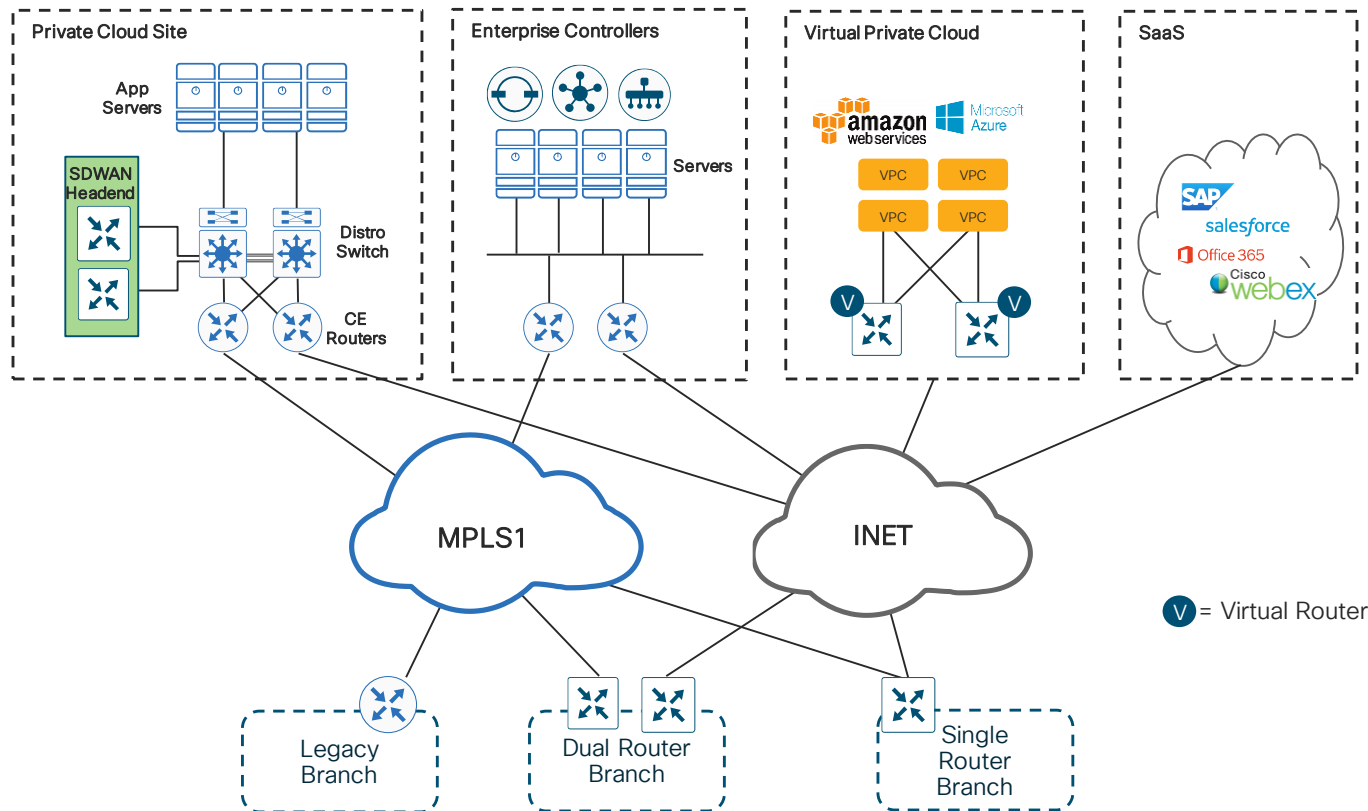 Private Cloud Site
App
Servers
SDWAN
Headend
Distro
Switch
CE
Routers
Enterprise Controllers
Servers
Virtual Private Cloud
amazon
webservices
Microsoft
Azure
VPC
VPC
VPC
VPC
V
V
SaaS
SAP
salesforce
Office 365
Cisco
webex
MPLS1
INET
V = Virtual Router
Legacy
Branch
Dual Router
Branch
Single
Router
Branch